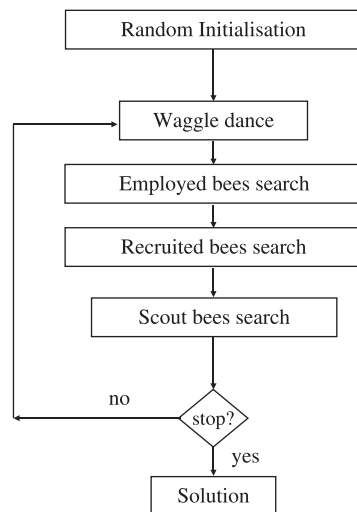 Random Initialisation
Waggle dance
Employed bees search
Recruited bees search
Scout bees search
no
stop?
yes
Solution